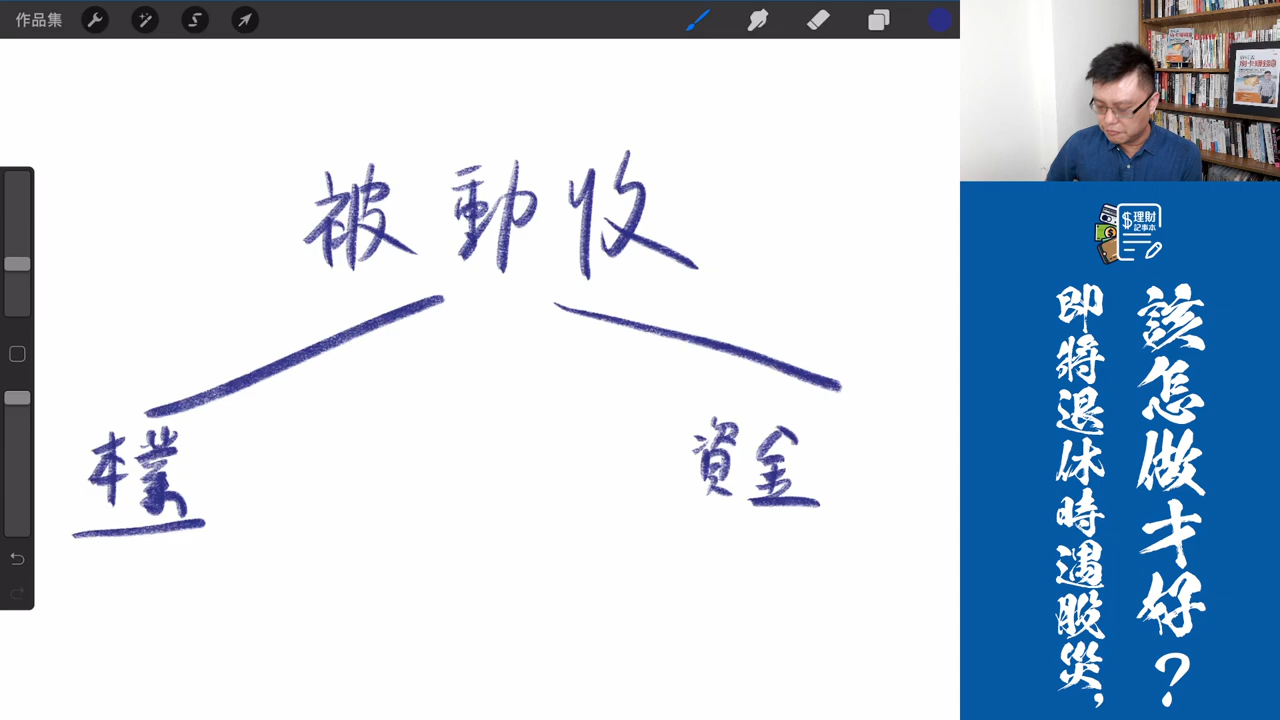 作品集
被動收
本業
資金
$理財
記事本
即將退休時遇股災，
該怎做才好？